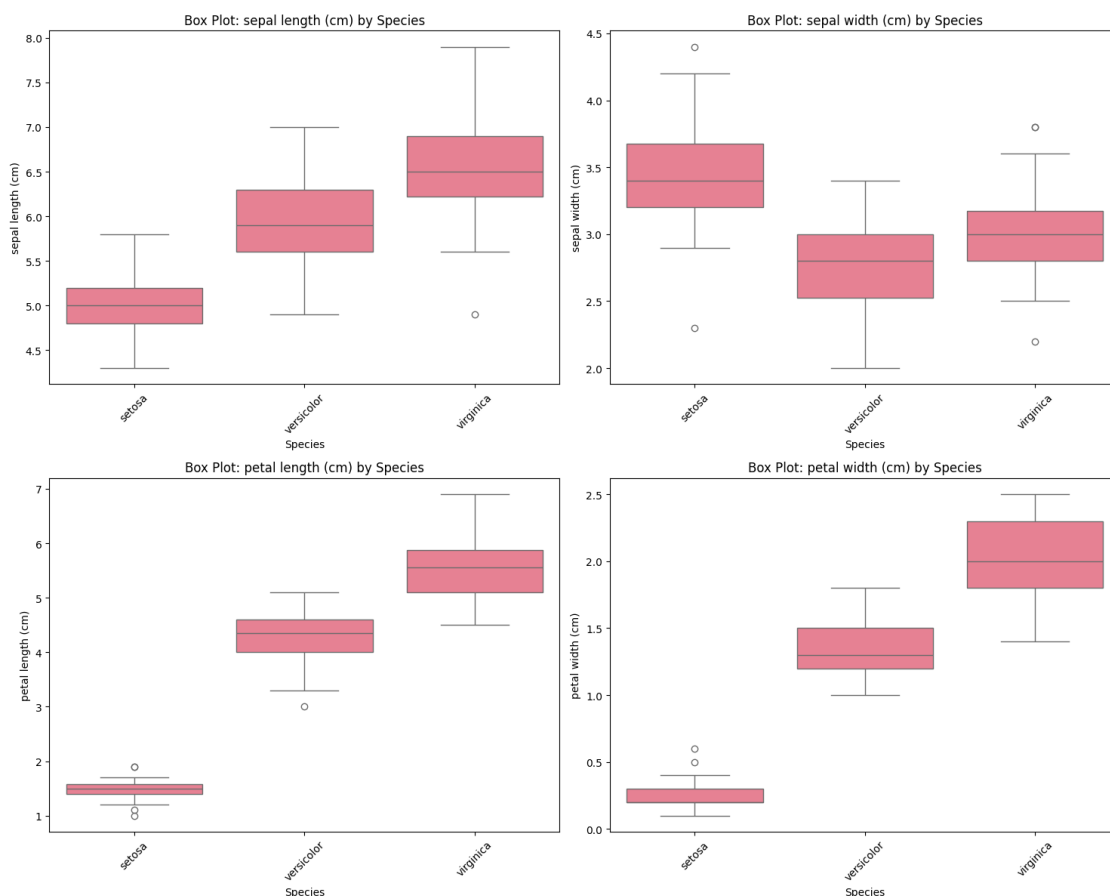 Box Plot: sepal length (cm) by Species
sepal length (cm)
8.0
7.5
7.0
6.5
6.0
5.5
5.0
4.5
setosa
versicolor
virginica
Species
Box Plot: sepal width (cm) by Species
sepal width (cm)
4.5
4.0
3.5
3.0
2.5
2.0
setosa
versicolor
virginica
Species
Box Plot: petal length (cm) by Species
petal length (cm)
7
6
5
4
3
2
1
setosa
versicolor
virginica
Species
Box Plot: petal width (cm) by Species
petal width (cm)
2.5
2.0
1.5
1.0
0.5
0.0
setosa
versicolor
virginica
Species